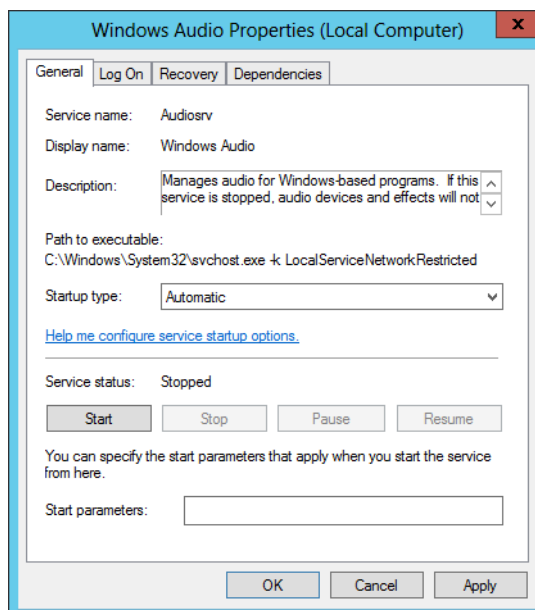 Windows Audio Properties (Local Computer)
x
General Log On Recovery Dependencies
Service name: Audiosrv
Display name: Windows Audio
Description: Manages audio for Windows-based programs. If this
service is stopped, audio devices and effects will not
Path to executable:
C:\Windows\System32\svchost.exe -k LocalServiceNetworkRestricted
Startup type: Automatic
Help me configure service startup options.
Service status: Stopped
Start Stop Pause Resume
You can specify the start parameters that apply when you start the service
from here.
Start parameters:
OK Cancel Apply